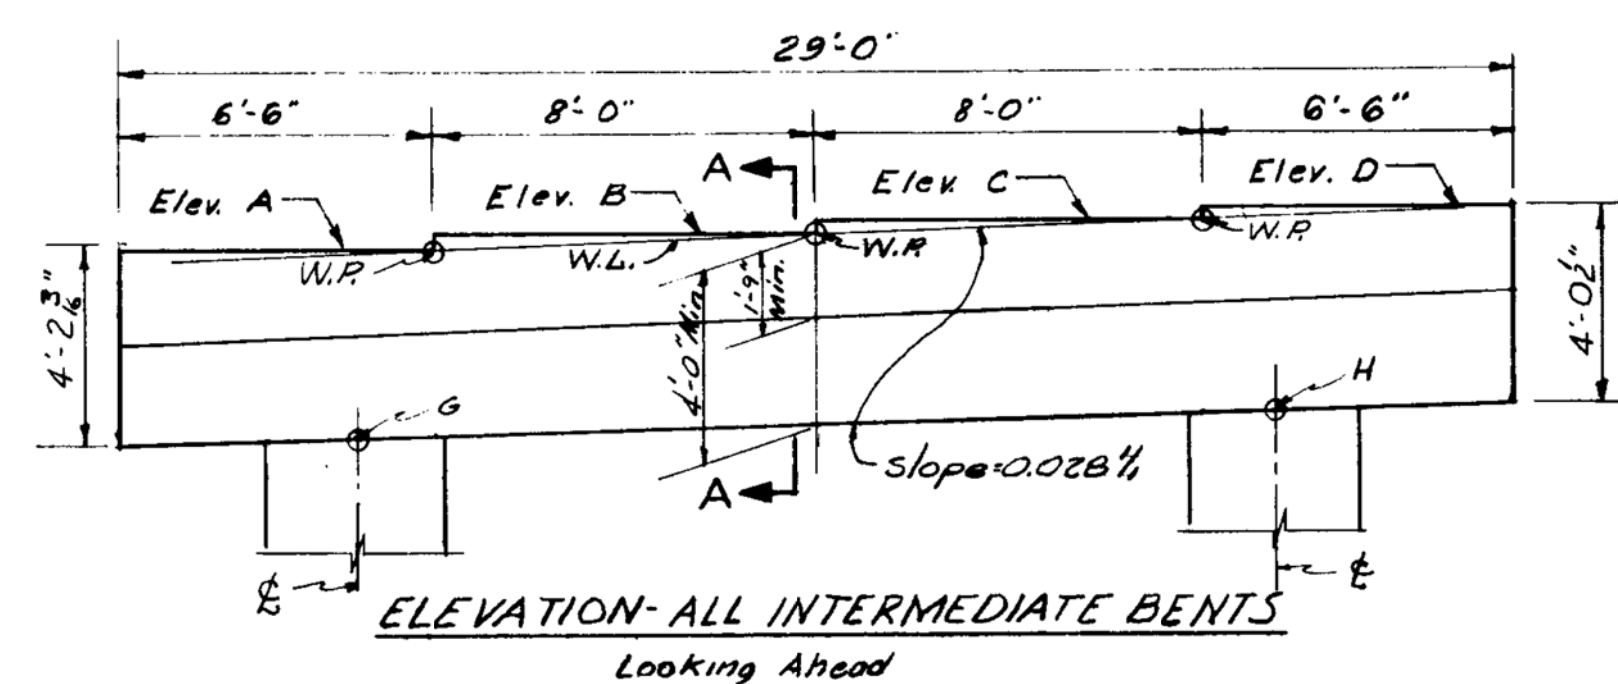 29'-0"
6'-6" 8'-0" 8'-0" 6'-6"
A
Elev. A Elev. B Elev. C Elev. D
W.P. W.L. W.P. W.P.
4'-2 3/16"
4'-0" Min.
1'-9" Min.
4'-0 1/2"
G
H
Slope=0.028 '/'
A
℄ ℄
ELEVATION-ALL INTERMEDIATE BENTS
Looking Ahead